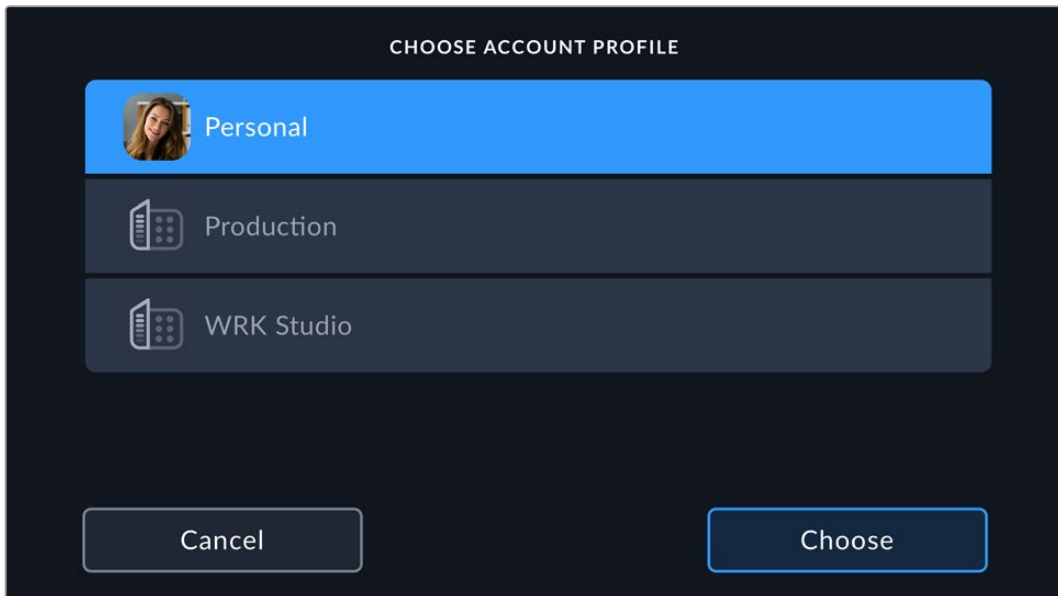 CHOOSE ACCOUNT PROFILE
Personal
Production
WRK Studio
Cancel
Choose